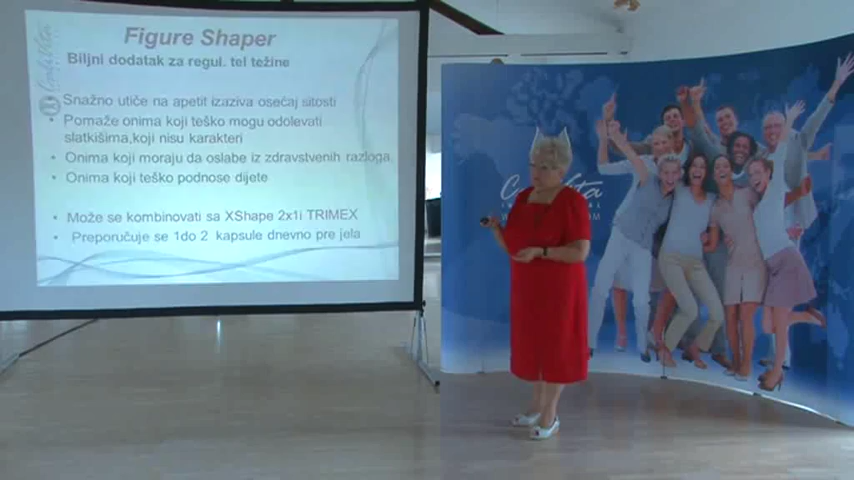 Figure Shaper
Biljni dodatak za regul. tel težine
Snažno utiče na apetit izaziva osećaj sitosti
• Pomaže onima koji teško mogu odolevati
slatkišima,koji nisu karakteri
• Onima koji moraju da oslabe iz zdravstvenih razloga.
• Onima koji teško podnose dijete
• Može se kombinovati sa XShape 2x1i TRIMEX
• Preporučuje se 1do 2 kapsule dnevno pre jela
CaliVita